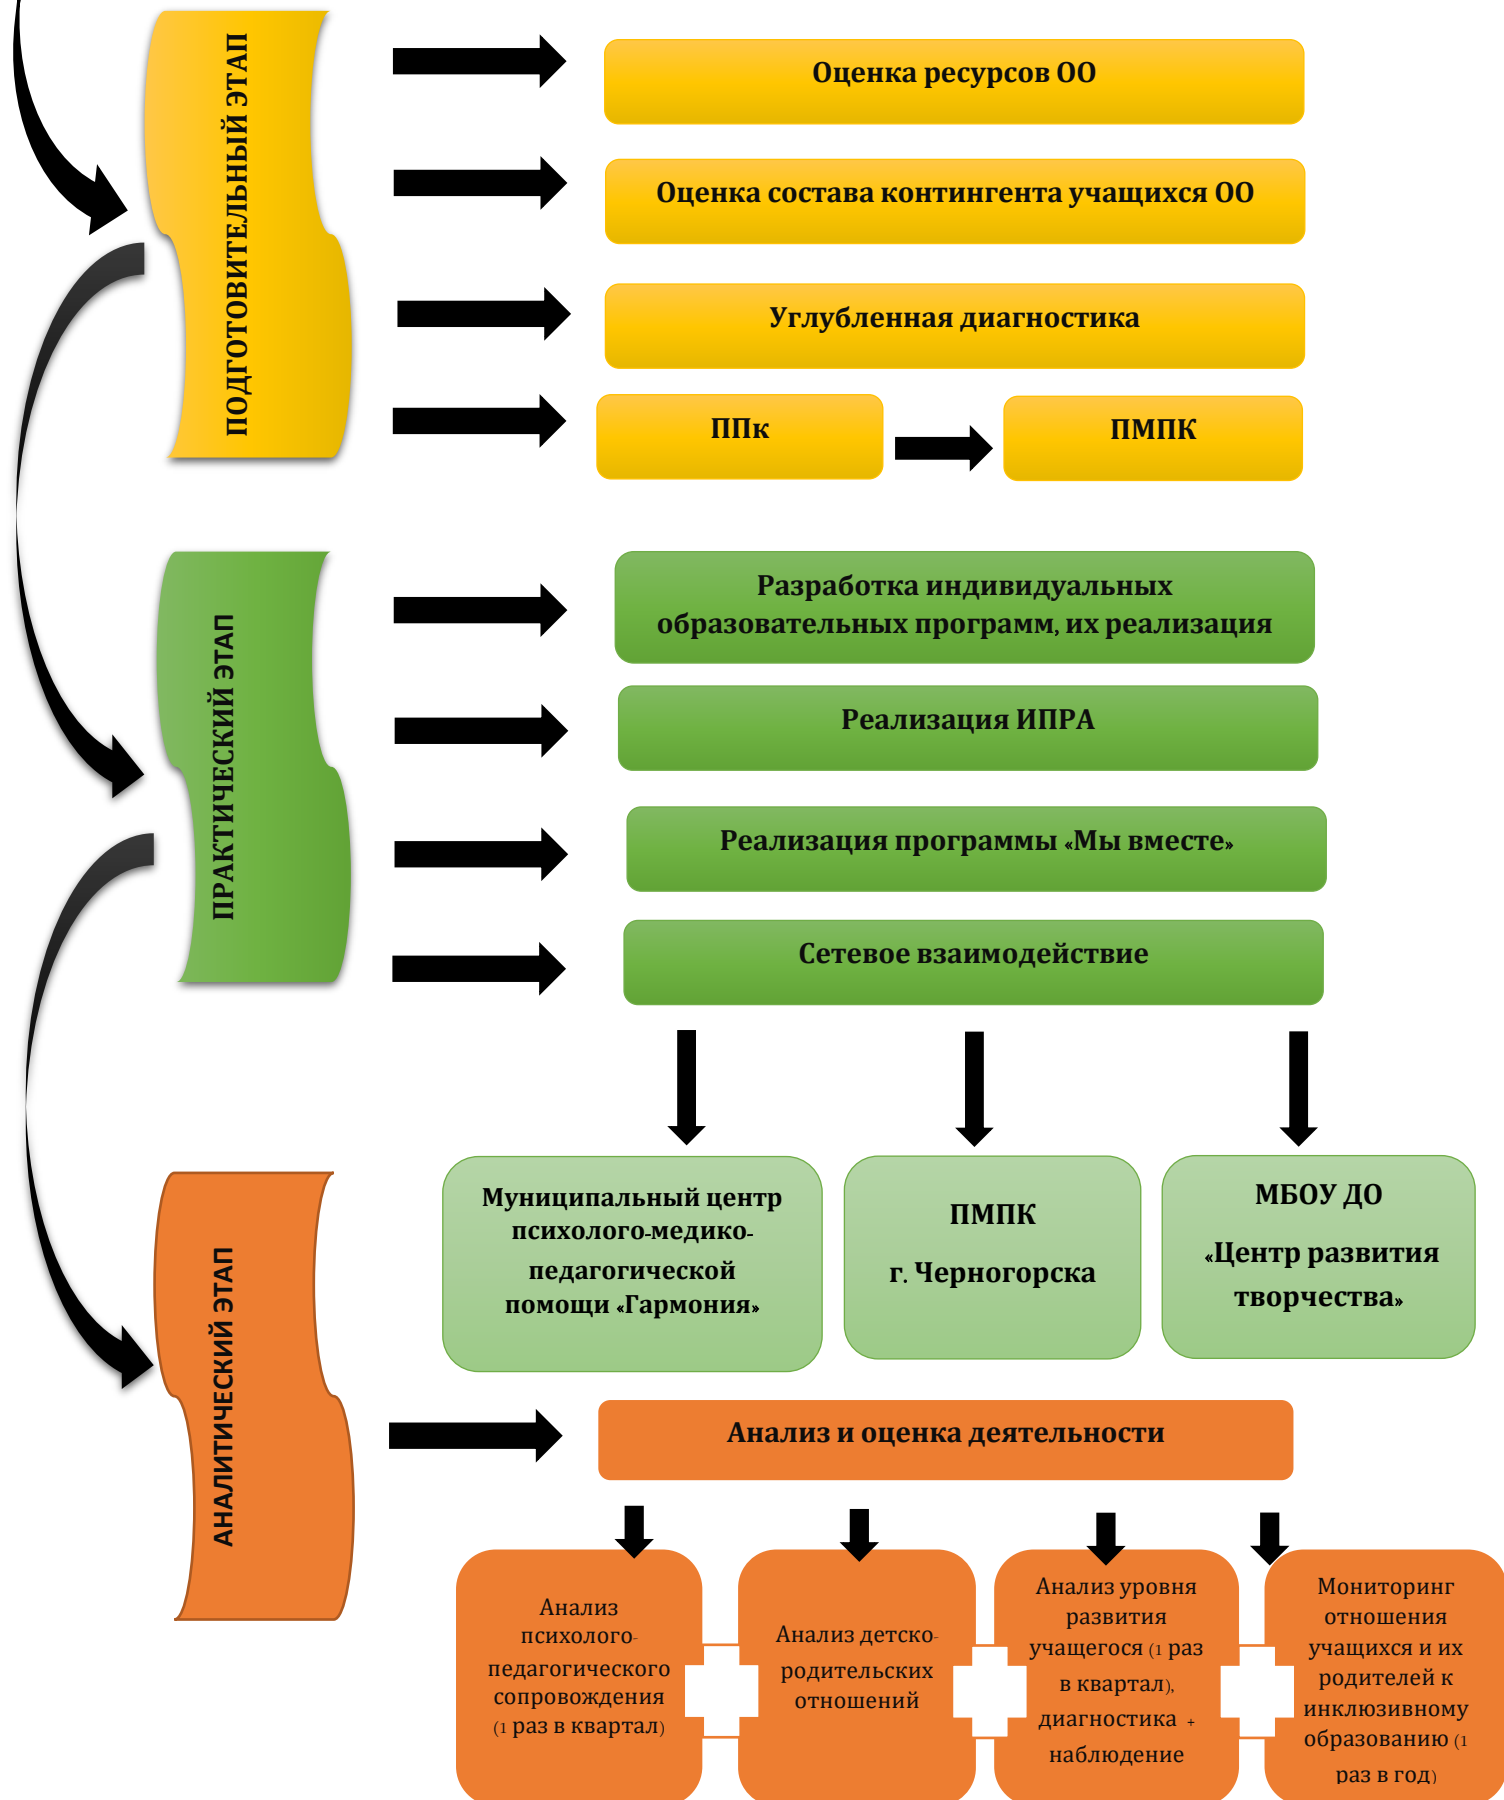 ПОДГОТОВИТЕЛЬНЫЙ ЭТАП
Оценка ресурсов ОО
Оценка состава контингента учащихся ОО
Углубленная диагностика
ППк
ПМПК
ПРАКТИЧЕСКИЙ ЭТАП
Разработка индивидуальных
образовательных программ, их реализация
Реализация ИПРА
Реализация программы «Мы вместе»
Сетевое взаимодействие
Муниципальный центр
психолого-медико-
педагогической
помощи «Гармония»
ПМПК
г. Черногорска
МБОУ ДО
«Центр развития
творчества»
АНАЛИТИЧЕСКИЙ ЭТАП
Анализ и оценка деятельности
Анализ
психолого-
педагогического
сопровождения
(1 раз в квартал)
Анализ детско-
родительских
отношений
Анализ уровня
развития
учащегося (1 раз
в квартал),
диагностика +
наблюдение
Мониторинг
отношения
учащихся и их
родителей к
инклюзивному
образованию (1
раз в год)